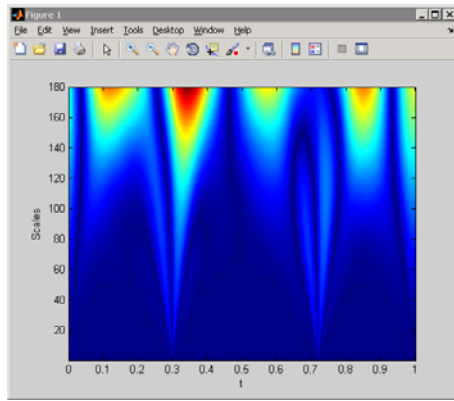 Figure 1
File Edit View Insert Tools Desktop Window Help
180
160
140
120
100
80
60
40
20
Scales
0 0.1 0.2 0.3 0.4 0.5 0.6 0.7 0.8 0.9 1
t